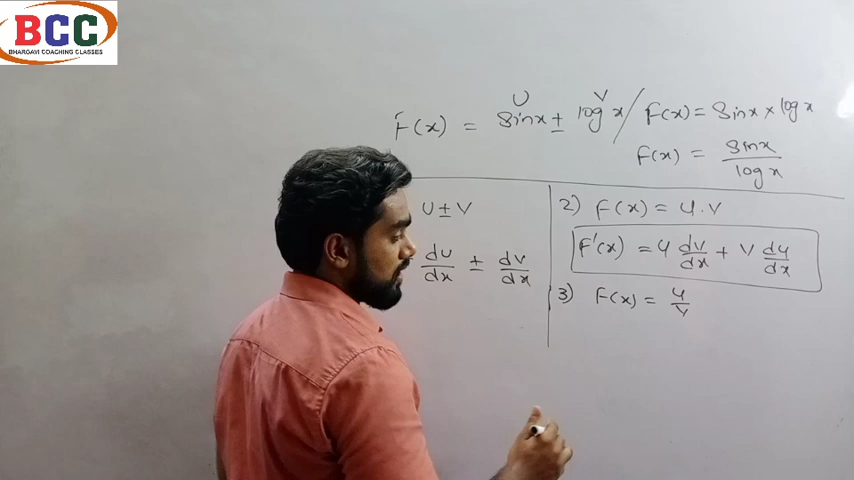 BCC
BHARGAVI COACHING CLASSES
U V
F(x) = Sinx ± log x / F(x) = Sinx × log x
F(x) = Sinx / log x
U ± V
du/dx ± dv/dx
2) F(x) = u.v
F'(x) = u dv/dx + v du/dx
3) F(x) = u/v